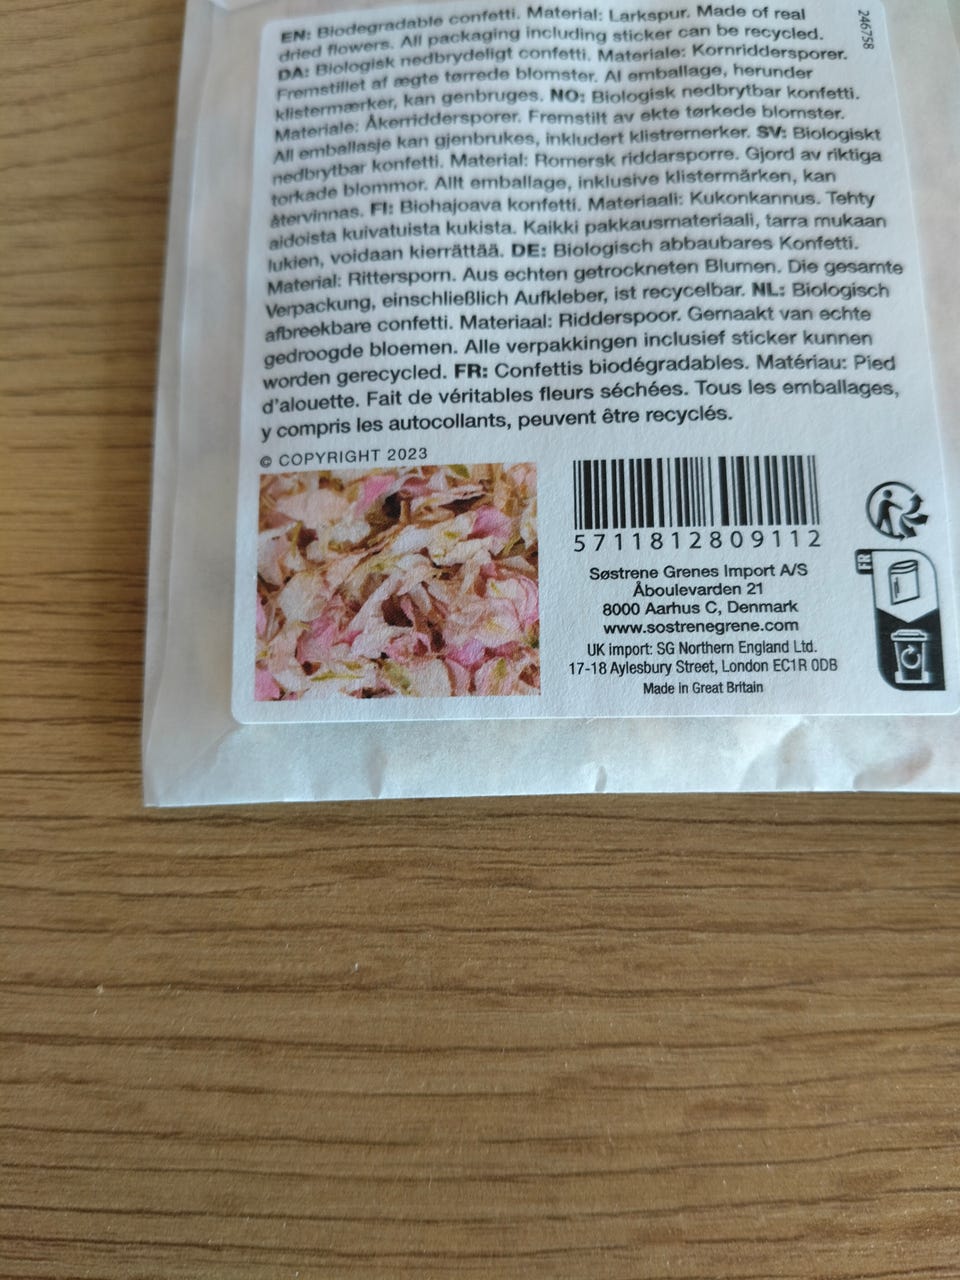 EN: Biodegradable confetti. Material: Larkspur. Made of real
dried flowers. All packaging including sticker can be recycled.
DA: Biologisk nedbrydeligt confetti. Materiale: Kornriddersporer.
Fremstillet af ægte tørrede blomster. Al emballage, herunder
klistermærker, kan genbruges. NO: Biologisk nedbrytbar konfetti.
Materiale: Åkerriddersporer. Fremstilt av ekte tørkede blomster.
All emballasje kan gjenbrukes, inkludert klistremerker. SV: Biologiskt
nedbrytbar konfetti. Material: Romersk riddarsporre. Gjord av riktiga
torkade blommor. Allt emballage, inklusive klistermärken, kan
återvinnas. FI: Biohajoava konfetti. Materiaali: Kukonkannus. Tehty
aidoista kuivatuista kukista. Kaikki pakkausmateriaali, tarra mukaan
lukien, voidaan kierrättää. DE: Biologisch abbaubares Konfetti.
Material: Rittersporn. Aus echten getrockneten Blumen. Die gesamte
Verpackung, einschließlich Aufkleber, ist recycelbar. NL: Biologisch
afbreekbare confetti. Materiaal: Ridderspoor. Gemaakt van echte
gedroogde bloemen. Alle verpakkingen inclusief sticker kunnen
worden gerecycled. FR: Confettis biodégradables. Matériau: Pied
d'alouette. Fait de véritables fleurs séchées. Tous les emballages,
y compris les autocollants, peuvent être recyclés.
246758
© COPYRIGHT 2023
5711812809112
Søstrene Grenes Import A/S
Åboulevarden 21
8000 Aarhus C, Denmark
www.sostrenegrene.com
UK import: SG Northern England Ltd.
17-18 Aylesbury Street, London EC1R 0DB
Made in Great Britain
FR